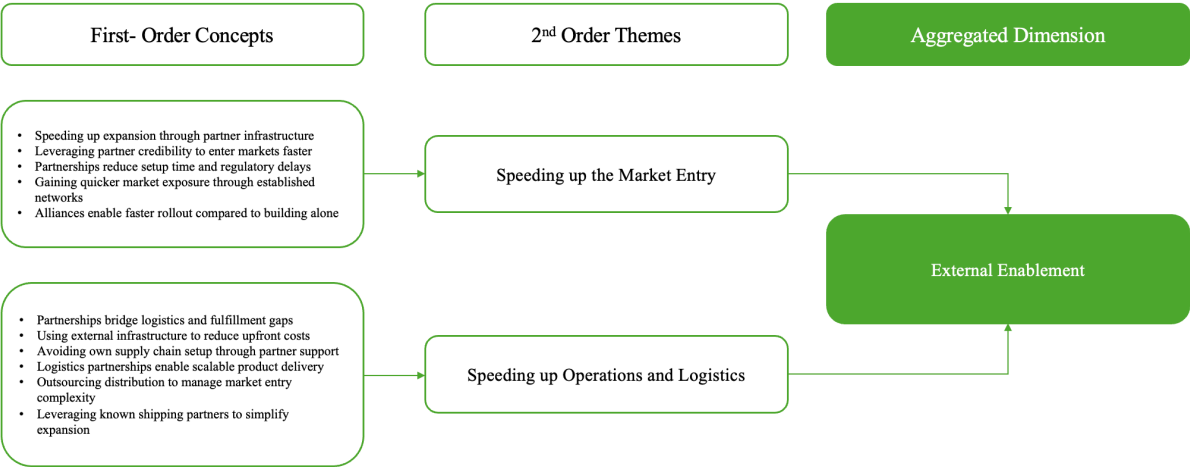 First- Order Concepts
2nd Order Themes
Aggregated Dimension
• Speeding up expansion through partner infrastructure
• Leveraging partner credibility to enter markets faster
• Partnerships reduce setup time and regulatory delays
• Gaining quicker market exposure through established
networks
• Alliances enable faster rollout compared to building alone
Speeding up the Market Entry
External Enablement
• Partnerships bridge logistics and fulfillment gaps
• Using external infrastructure to reduce upfront costs
• Avoiding own supply chain setup through partner support
• Logistics partnerships enable scalable product delivery
• Outsourcing distribution to manage market entry
complexity
• Leveraging known shipping partners to simplify
expansion
Speeding up Operations and Logistics